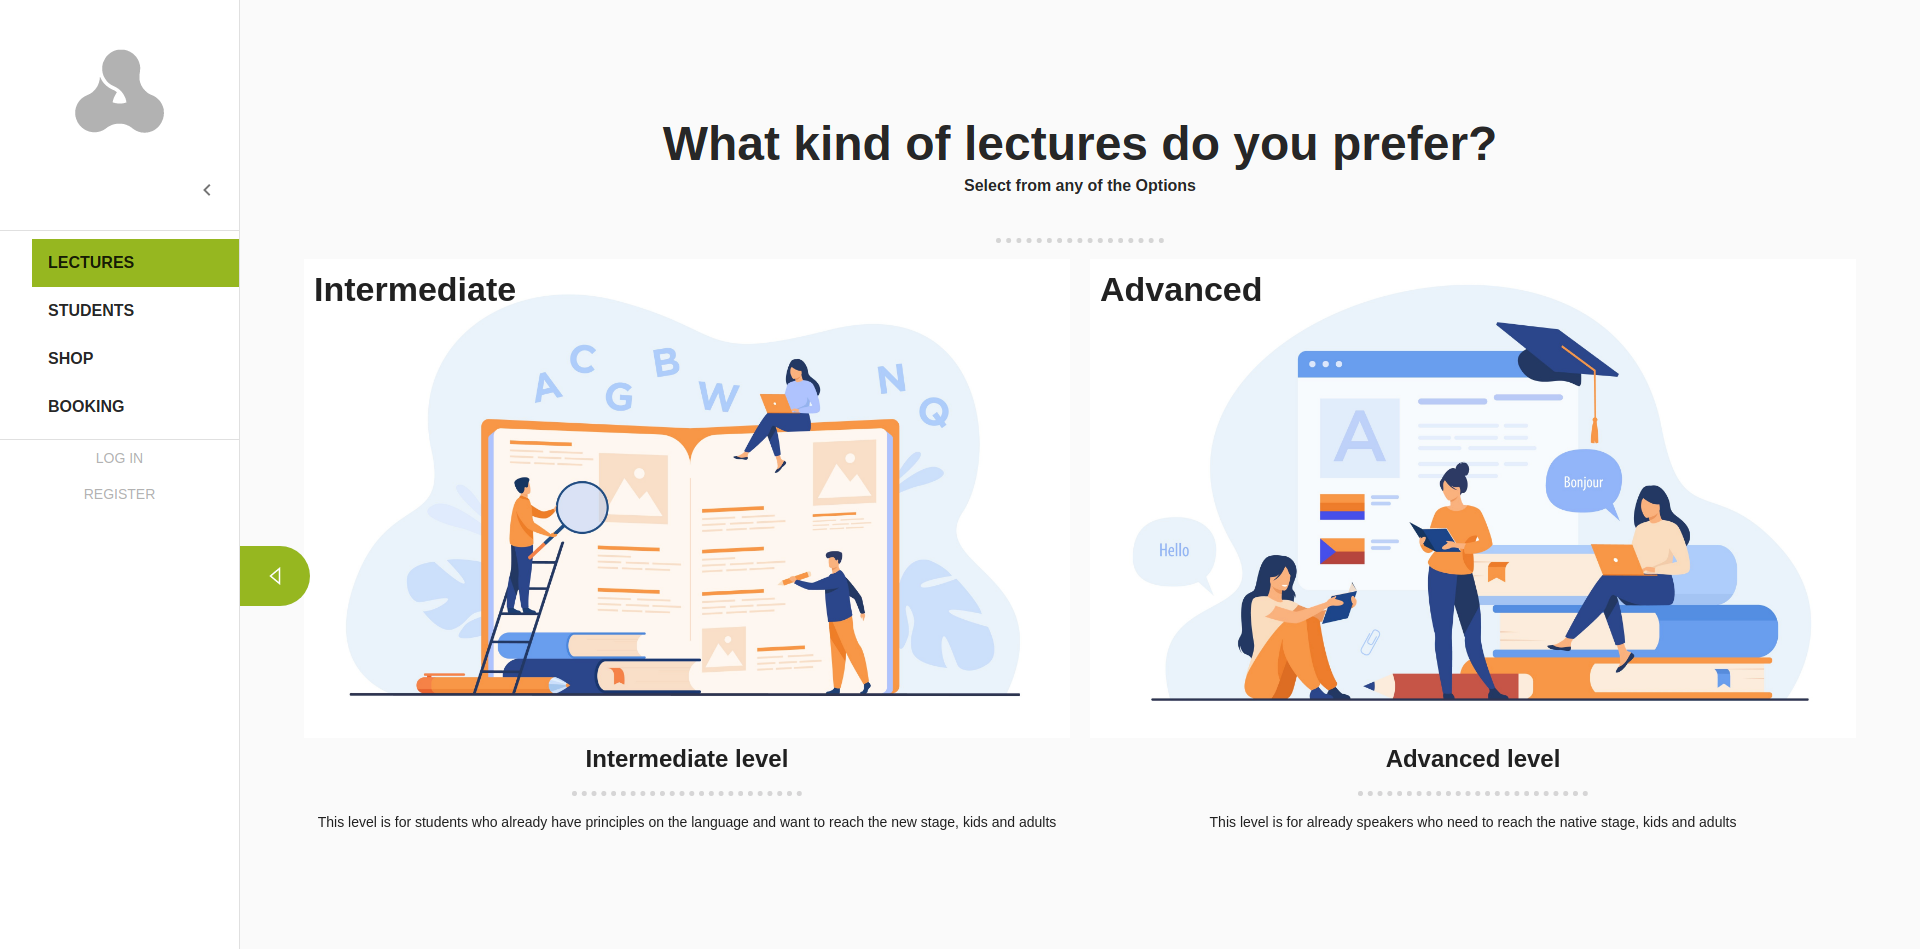 LECTURES
STUDENTS
SHOP
BOOKING
LOG IN
REGISTER
What kind of lectures do you prefer?
Select from any of the Options
Intermediate
A C G B W N Q
Intermediate level
This level is for students who already have principles on the language and want to reach the new stage, kids and adults
Advanced
A
Bonjour
Hello
Advanced level
This level is for already speakers who need to reach the native stage, kids and adults